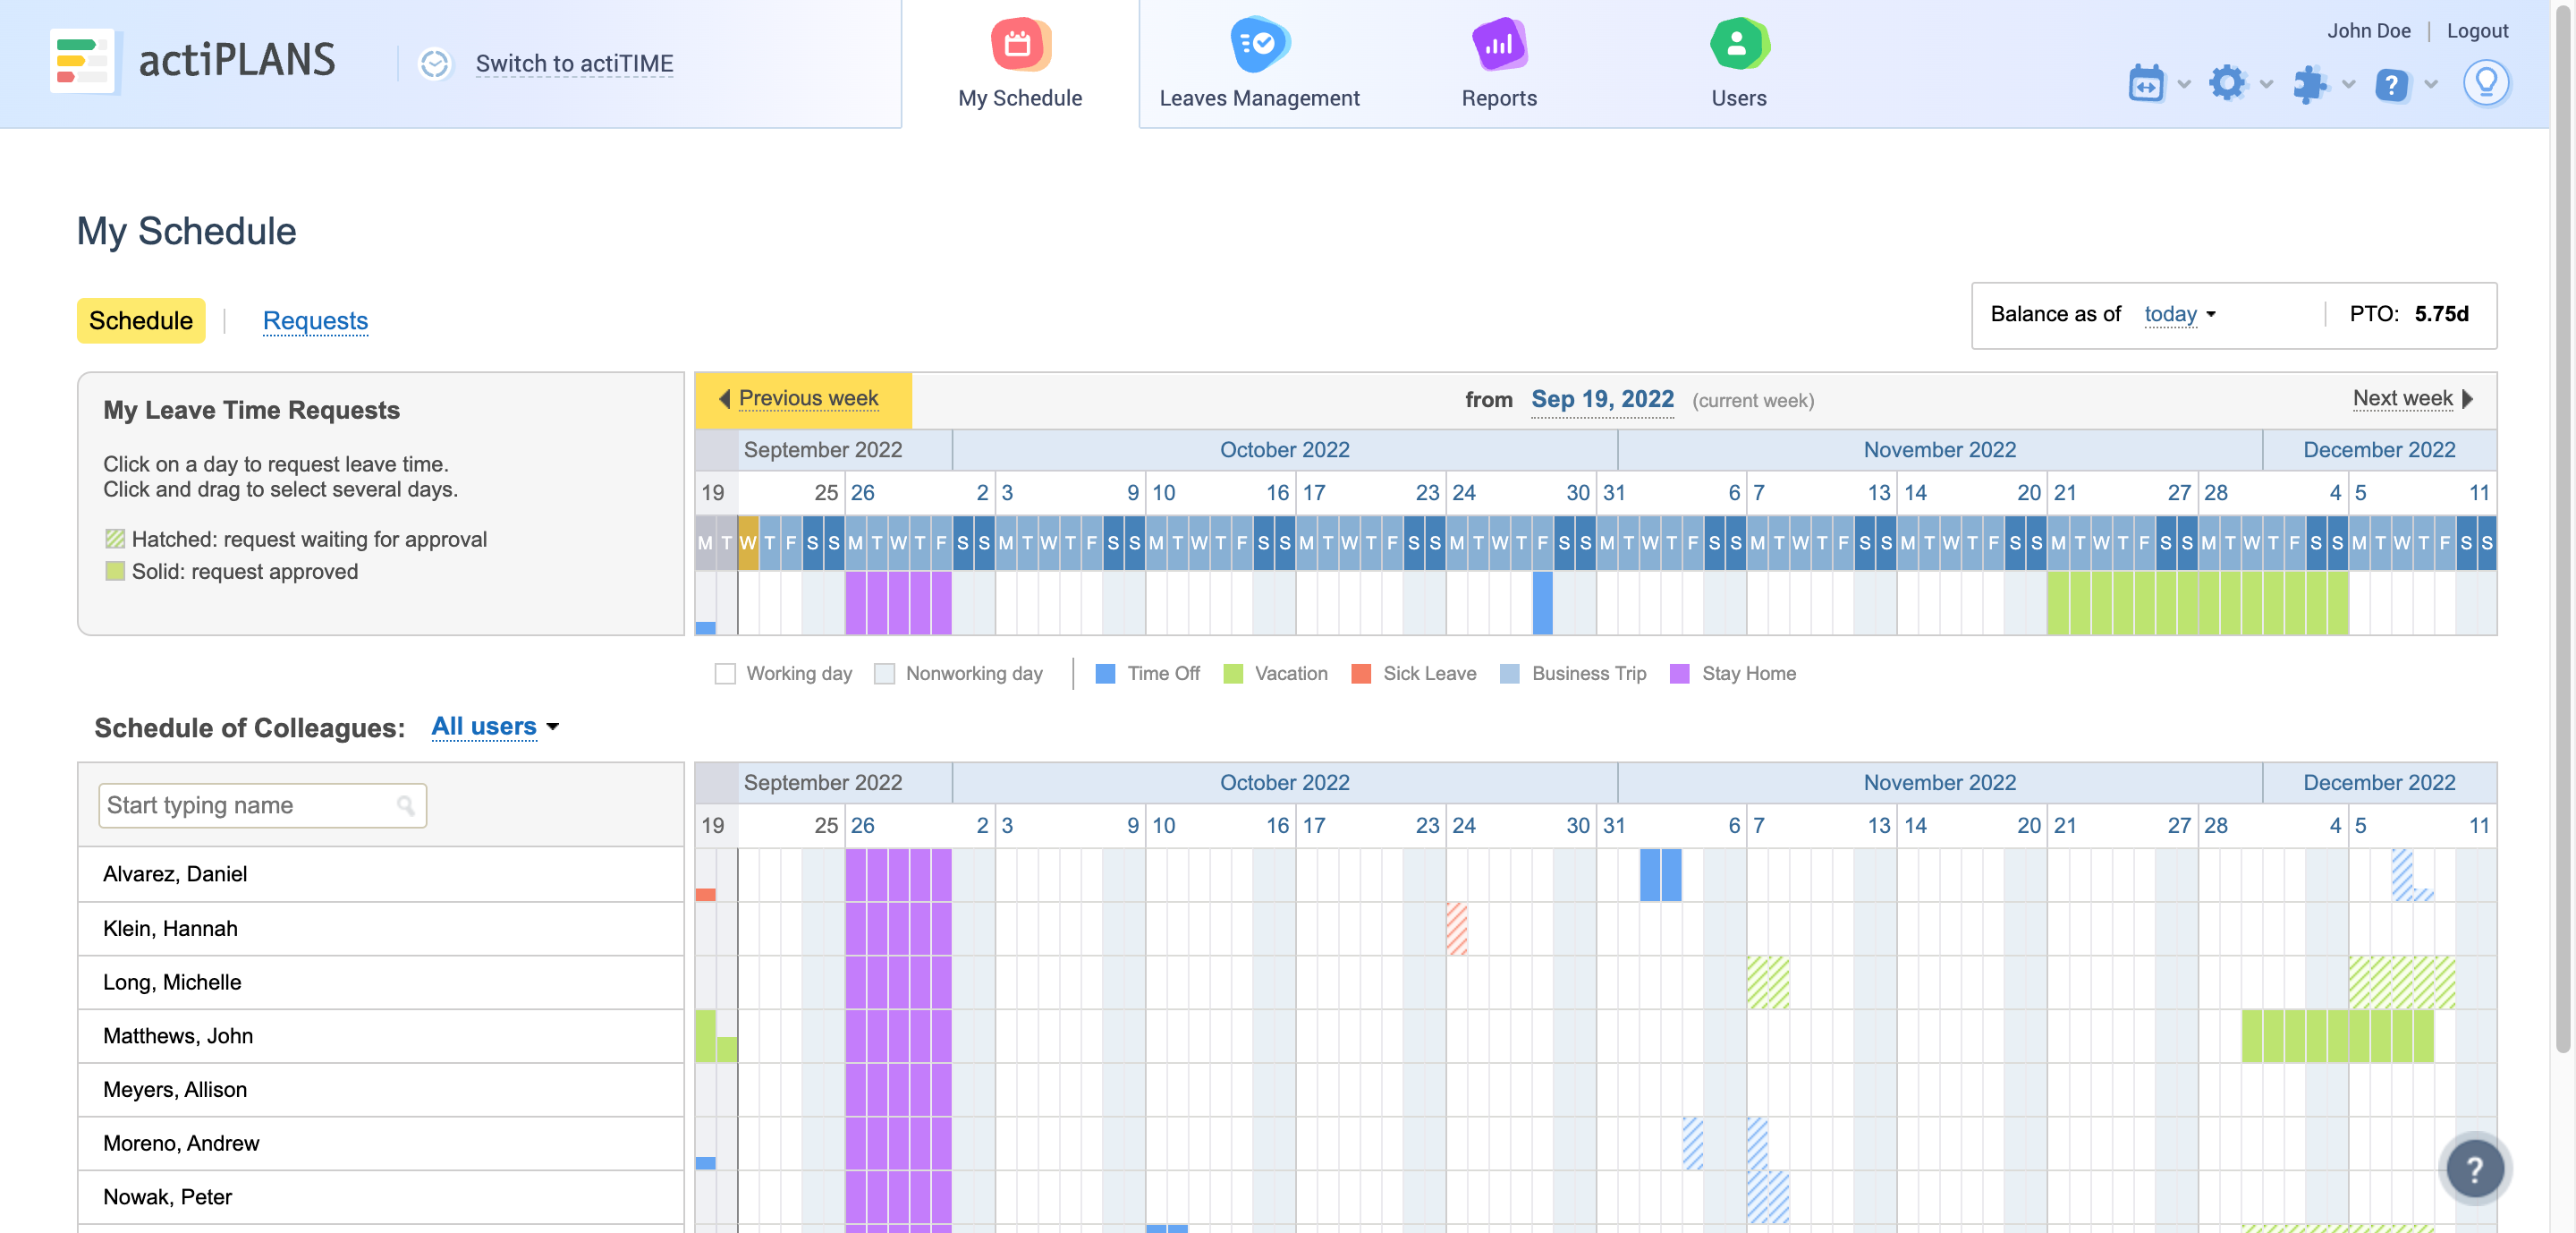 actiPLANS
Switch to actiTIME
My Schedule
Leaves Management
Reports
Users
John Doe
Logout
?
My Schedule
Schedule
Requests
Balance as of today
PTO: 5.75d
My Leave Time Requests
Click on a day to request leave time.
Click and drag to select several days.
Hatched: request waiting for approval
Solid: request approved
Previous week
from Sep 19, 2022 (current week)
Next week
September 2022 October 2022 November 2022 December 2022
19 25 26 2 3 9 10 16 17 23 24 30 31 6 7 13 14 20 21 27 28 4 5 11
M T W T F S S M T W T F S S M T W T F S S M T W T F S S M T W T F S S M T W T F S S M T W T F S S M T W T F S S M T W T F S S M T W T F S S M T W T F S S M T W T F S S
Working day Nonworking day Time Off Vacation Sick Leave Business Trip Stay Home
Schedule of Colleagues: All users
Start typing name
September 2022 October 2022 November 2022 December 2022
19 25 26 2 3 9 10 16 17 23 24 30 31 6 7 13 14 20 21 27 28 4 5 11
Alvarez, Daniel
Klein, Hannah
Long, Michelle
Matthews, John
Meyers, Allison
Moreno, Andrew
Nowak, Peter
?